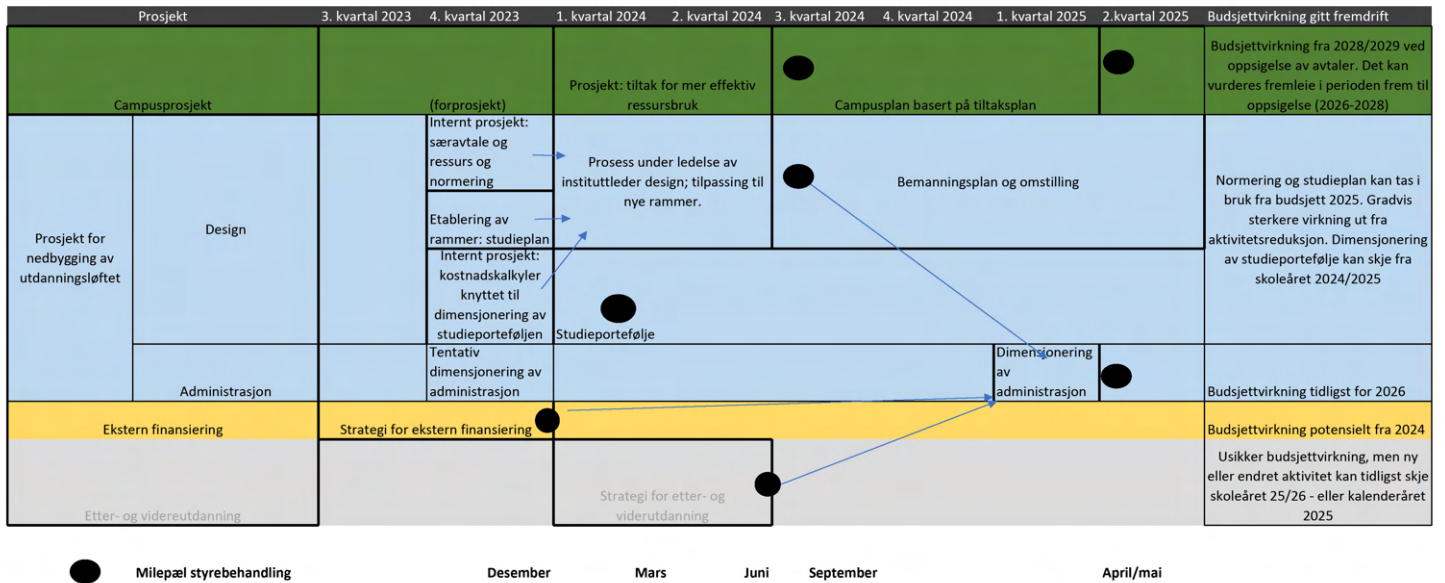 Prosjekt 3. kvartal 2023 4. kvartal 2023 1. kvartal 2024 2. kvartal 2024 3. kvartal 2024 4. kvartal 2024 1. kvartal 2025 2.kvartal 2025 Budsjettvirkning gitt fremdrift
Campusprosjekt
(forprosjekt)
Prosjekt: tiltak for mer effektiv
ressursbruk
Campusplan basert på tiltaksplan
Budsjettvirkning fra 2028/2029 ved
oppsigelse av avtaler. Det kan
vurderes fremleie i perioden frem til
oppsigelse (2026-2028)
Prosjekt for
nedbygging av
utdanningsløftet
Design
Internt prosjekt:
særavtale og
ressurs og
normering
Etablering av
rammer: studieplan
Internt prosjekt:
kostnadskalkyler
knyttet til
dimensjonering av
studieporteføljen
Prosess under ledelse av
instituttleder design; tilpassing til
nye rammer.
Studieportefølje
Bemanningsplan og omstilling
Normering og studieplan kan tas i
bruk fra budsjett 2025. Gradvis
sterkere virkning ut fra
aktivitetsreduksjon. Dimensjonering
av studieportefølje kan skje fra
skoleåret 2024/2025
Administrasjon
Tentativ
dimensjonering av
administrasjon
Dimensjonering
av
administrasjon
Budsjettvirkning tidligst for 2026
Ekstern finansiering
Strategi for ekstern finansiering
Budsjettvirkning potensielt fra 2024
Etter- og videreutdanning
Strategi for etter- og
viderutdanning
Usikker budsjettvirkning, men ny
eller endret aktivitet kan tidligst skje
skoleåret 25/26 - eller kalenderåret
2025
Milepæl styrebehandling Desember Mars Juni September April/mai